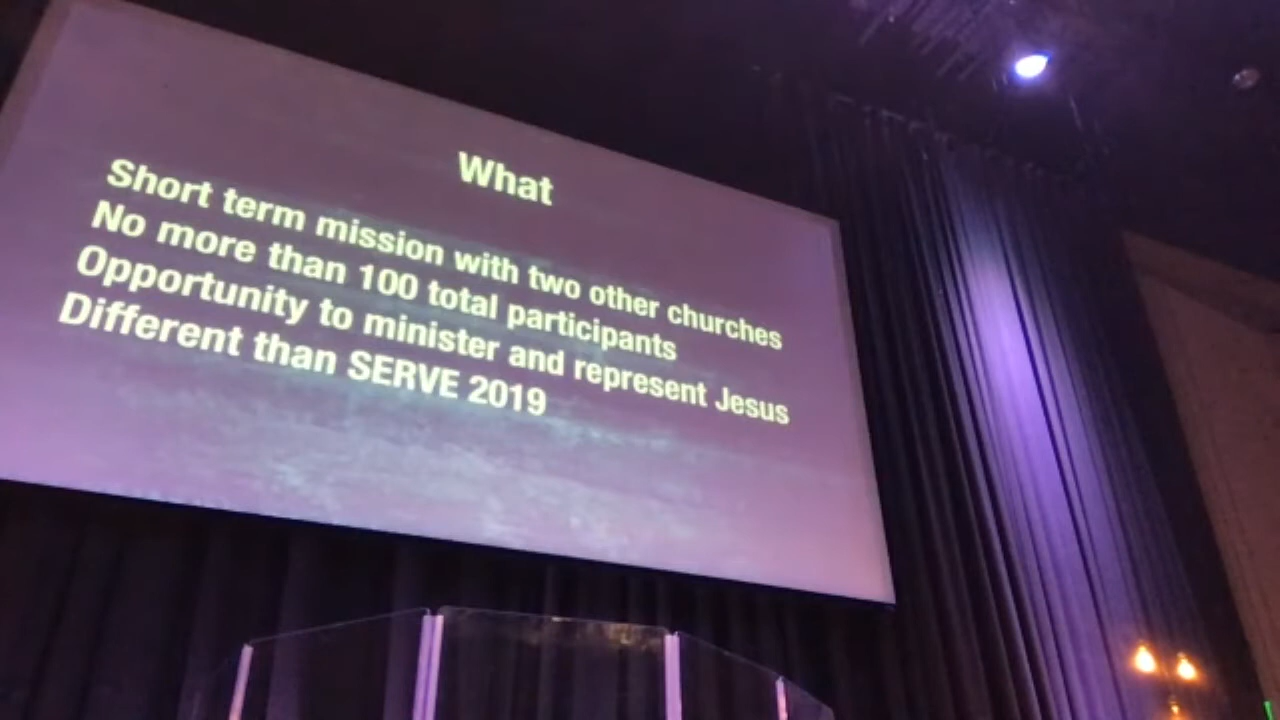 What
Short term mission with two other churches
No more than 100 total participants
Opportunity to minister and represent Jesus
Different than SERVE 2019